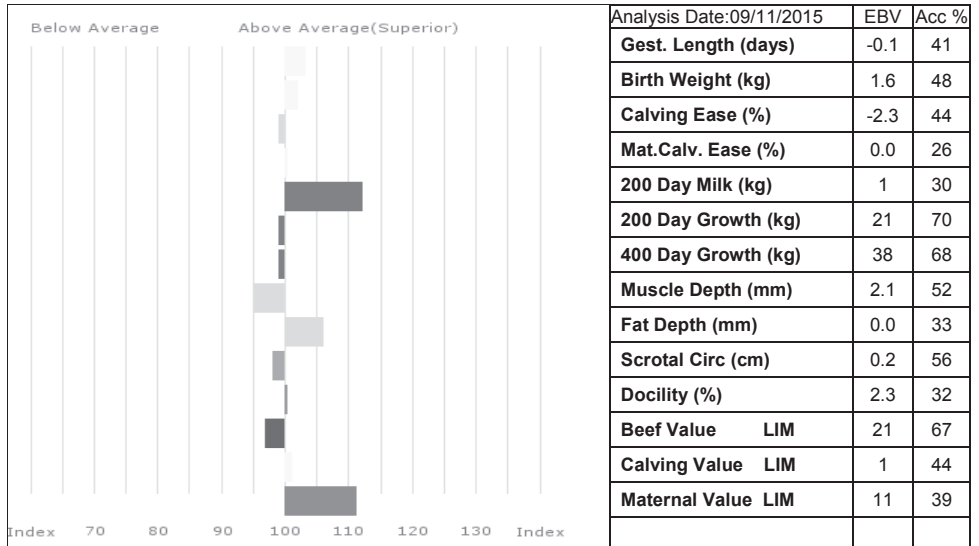 Below Average Above Average(Superior)
Analysis Date:09/11/2015 EBV Acc %
Gest. Length (days) -0.1 41
Birth Weight (kg) 1.6 48
Calving Ease (%) -2.3 44
Mat.Calv. Ease (%) 0.0 26
200 Day Milk (kg) 1 30
200 Day Growth (kg) 21 70
400 Day Growth (kg) 38 68
Muscle Depth (mm) 2.1 52
Fat Depth (mm) 0.0 33
Scrotal Circ (cm) 0.2 56
Docility (%) 2.3 32
Beef Value LIM 21 67
Calving Value LIM 1 44
Maternal Value LIM 11 39
Index 70 80 90 100 110 120 130 Index